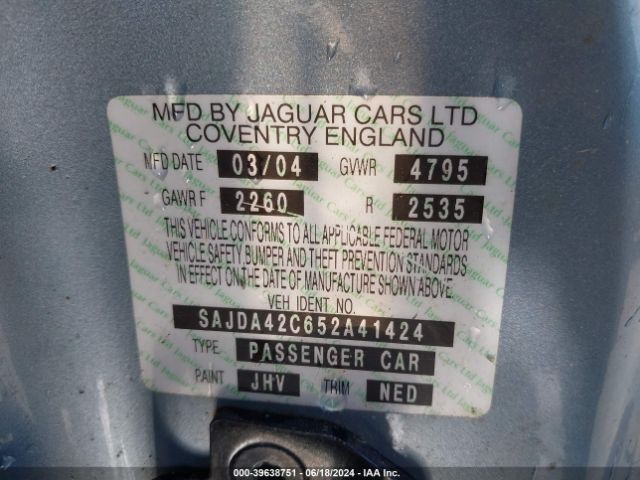 MFD BY JAGUAR CARS LTD
COVENTRY ENGLAND
MFD DATE 03/04 GVWR 4795
GAWR F 2260 R 2535
THIS VEHICLE CONFORMS TO ALL APPLICABLE FEDERAL MOTOR
VEHICLE SAFETY BUMPER AND THEFT PREVENTION STANDARDS
IN EFFECT ON THE DATE OF MANUFACTURE SHOWN ABOVE.
VEH IDENT NO.
SAJDA42C652A41424
TYPE PASSENGER CAR
PAINT JHV TRIM NED
000-39638751 - 06/18/2024 - IAA Inc.